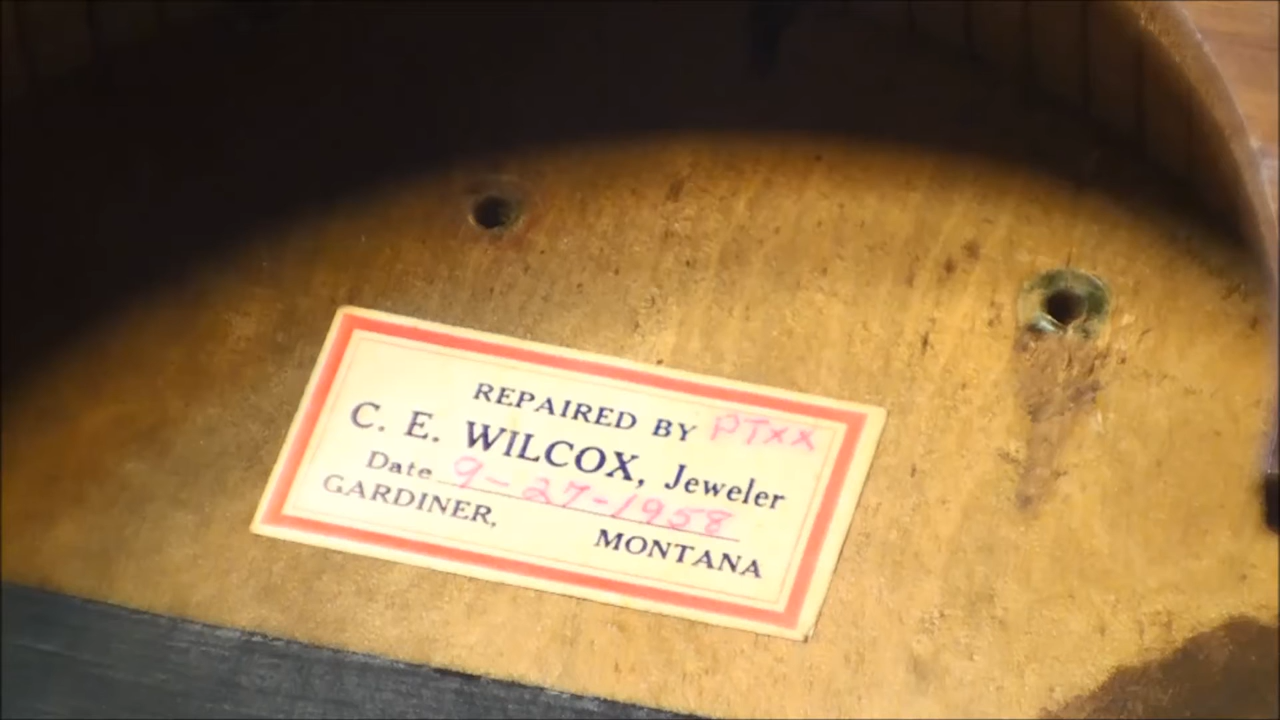 REPAIRED BY PTXX
C. E. WILCOX, Jeweler
Date 9-27-1958
GARDINER, MONTANA